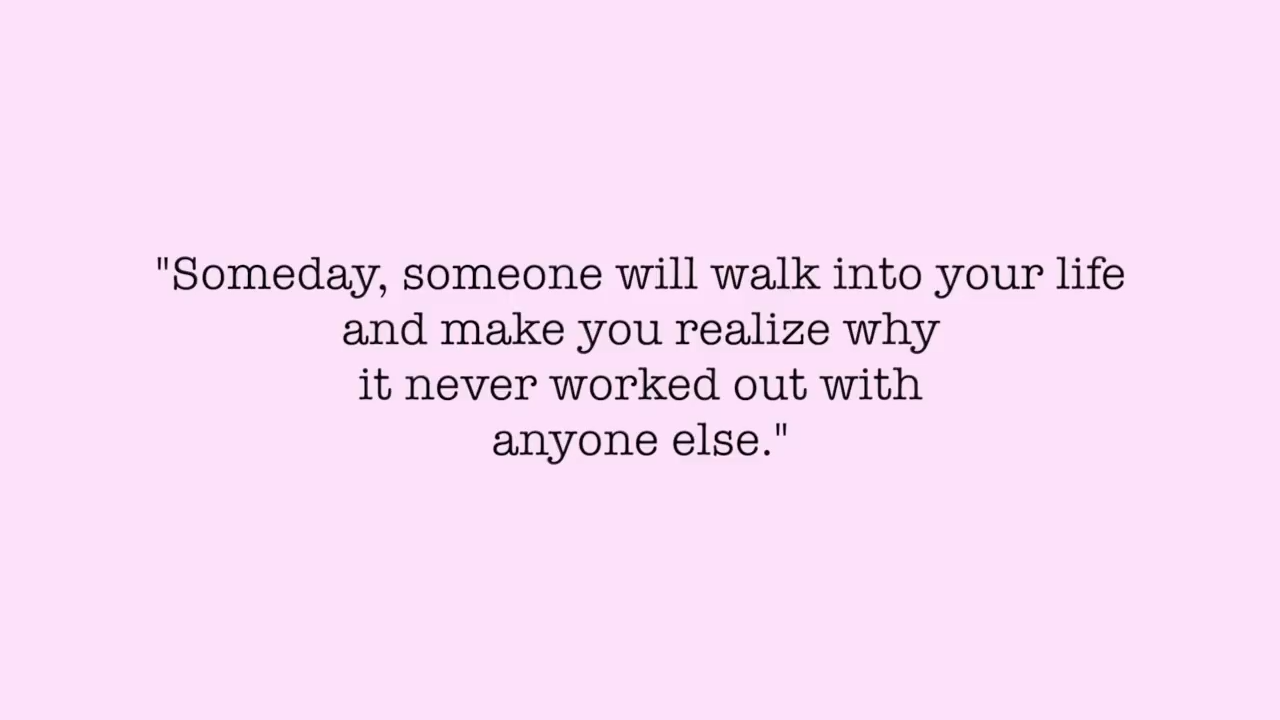 "Someday, someone will walk into your life
and make you realize why
it never worked out with
anyone else."